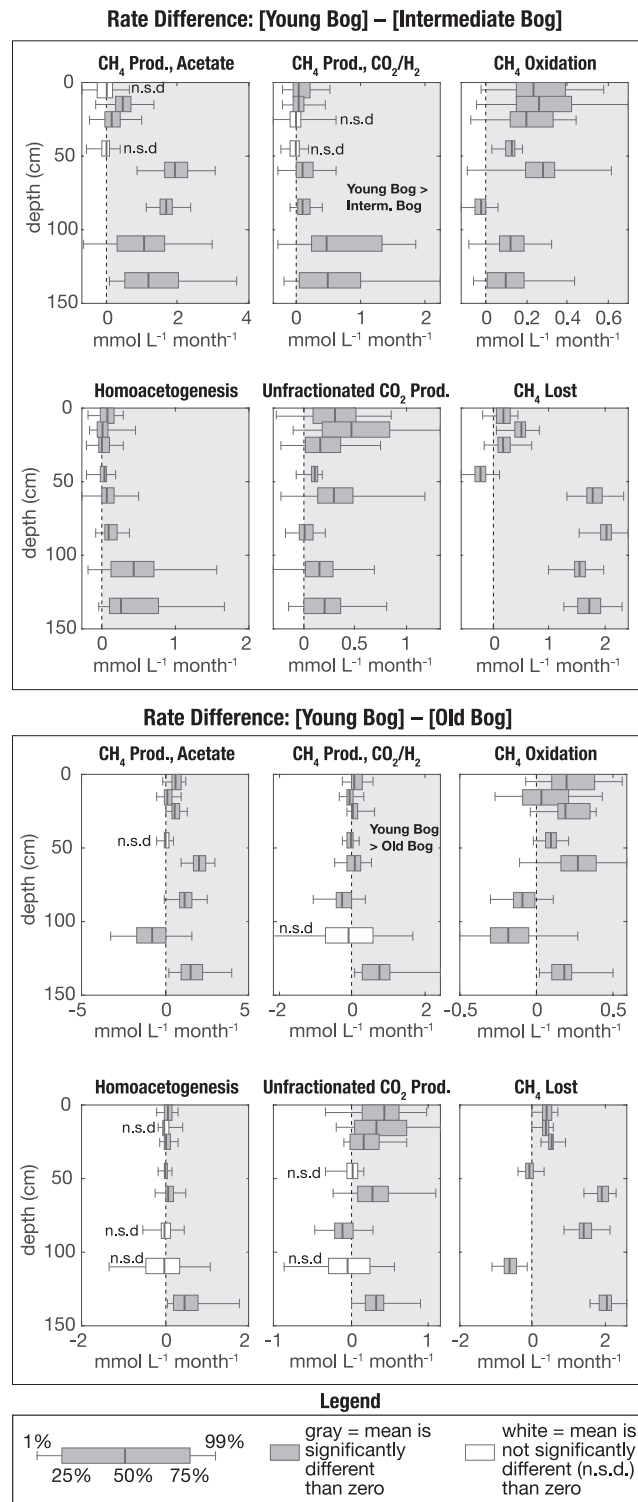 Rate Difference: [Young Bog] – [Intermediate Bog]
CH₄ Prod., Acetate
CH₄ Prod., CO₂/H₂
CH₄ Oxidation
0
50
100
150
depth (cm)
n.s.d
n.s.d
0 2 4
mmol L⁻¹ month⁻¹
n.s.d
n.s.d
Young Bog >
Interm. Bog
0 1 2
mmol L⁻¹ month⁻¹
0 0.2 0.4 0.6
mmol L⁻¹ month⁻¹
Homoacetogenesis
Unfractionated CO₂ Prod.
CH₄ Lost
0
50
100
150
depth (cm)
0 1 2
mmol L⁻¹ month⁻¹
0 0.5 1
mmol L⁻¹ month⁻¹
0 1 2
mmol L⁻¹ month⁻¹
Rate Difference: [Young Bog] – [Old Bog]
CH₄ Prod., Acetate
CH₄ Prod., CO₂/H₂
CH₄ Oxidation
0
50
100
150
depth (cm)
n.s.d
-5 0 5
mmol L⁻¹ month⁻¹
Young Bog
> Old Bog
n.s.d
-2 0 2
mmol L⁻¹ month⁻¹
-0.5 0 0.5
mmol L⁻¹ month⁻¹
Homoacetogenesis
Unfractionated CO₂ Prod.
CH₄ Lost
0
50
100
150
depth (cm)
n.s.d
n.s.d
n.s.d
-2 0 2
mmol L⁻¹ month⁻¹
n.s.d
n.s.d
-1 0 1
mmol L⁻¹ month⁻¹
-2 0 2
mmol L⁻¹ month⁻¹
Legend
1% 99%
25% 50% 75%
gray = mean is
significantly
different
than zero
white = mean is
not significantly
different (n.s.d.)
than zero